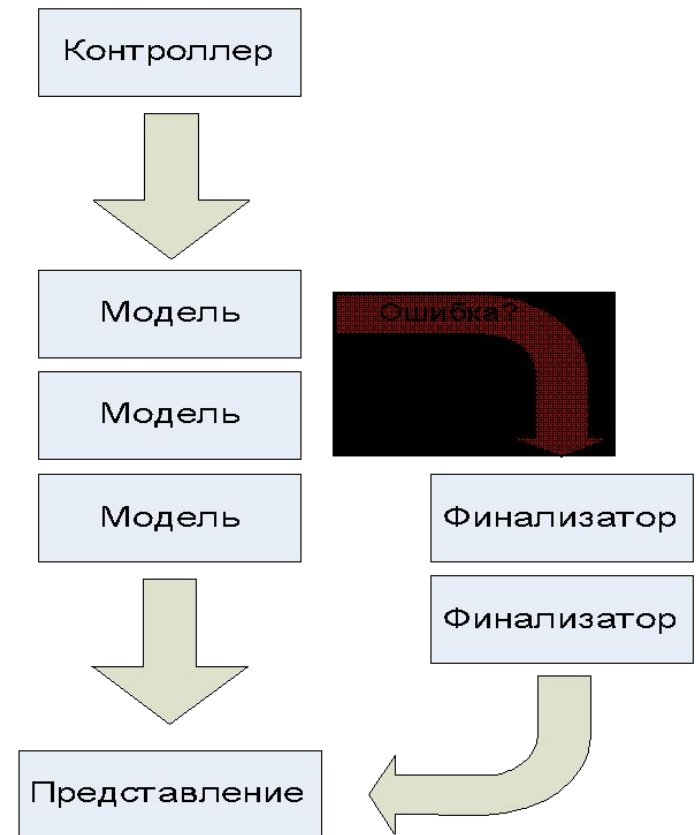 Контроллер
Модель
Ошибка?
Модель
Модель
Финализатор
Финализатор
Представление